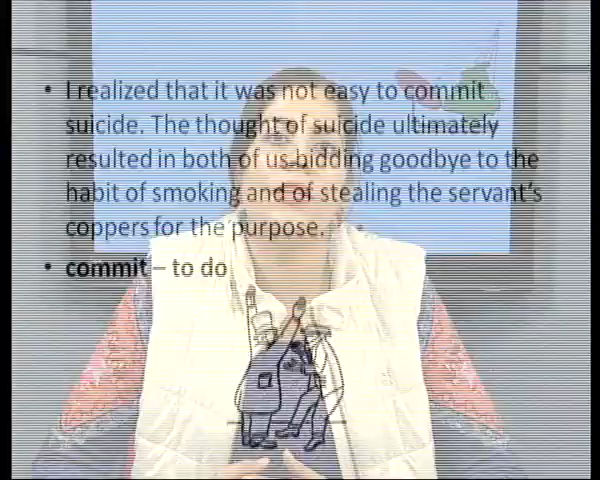 • I realized that it was not easy to commit
suicide. The thought of suicide ultimately
resulted in both of us bidding goodbye to the
habit of smoking and of stealing the servant's
coppers for the purpose.
• commit – to do